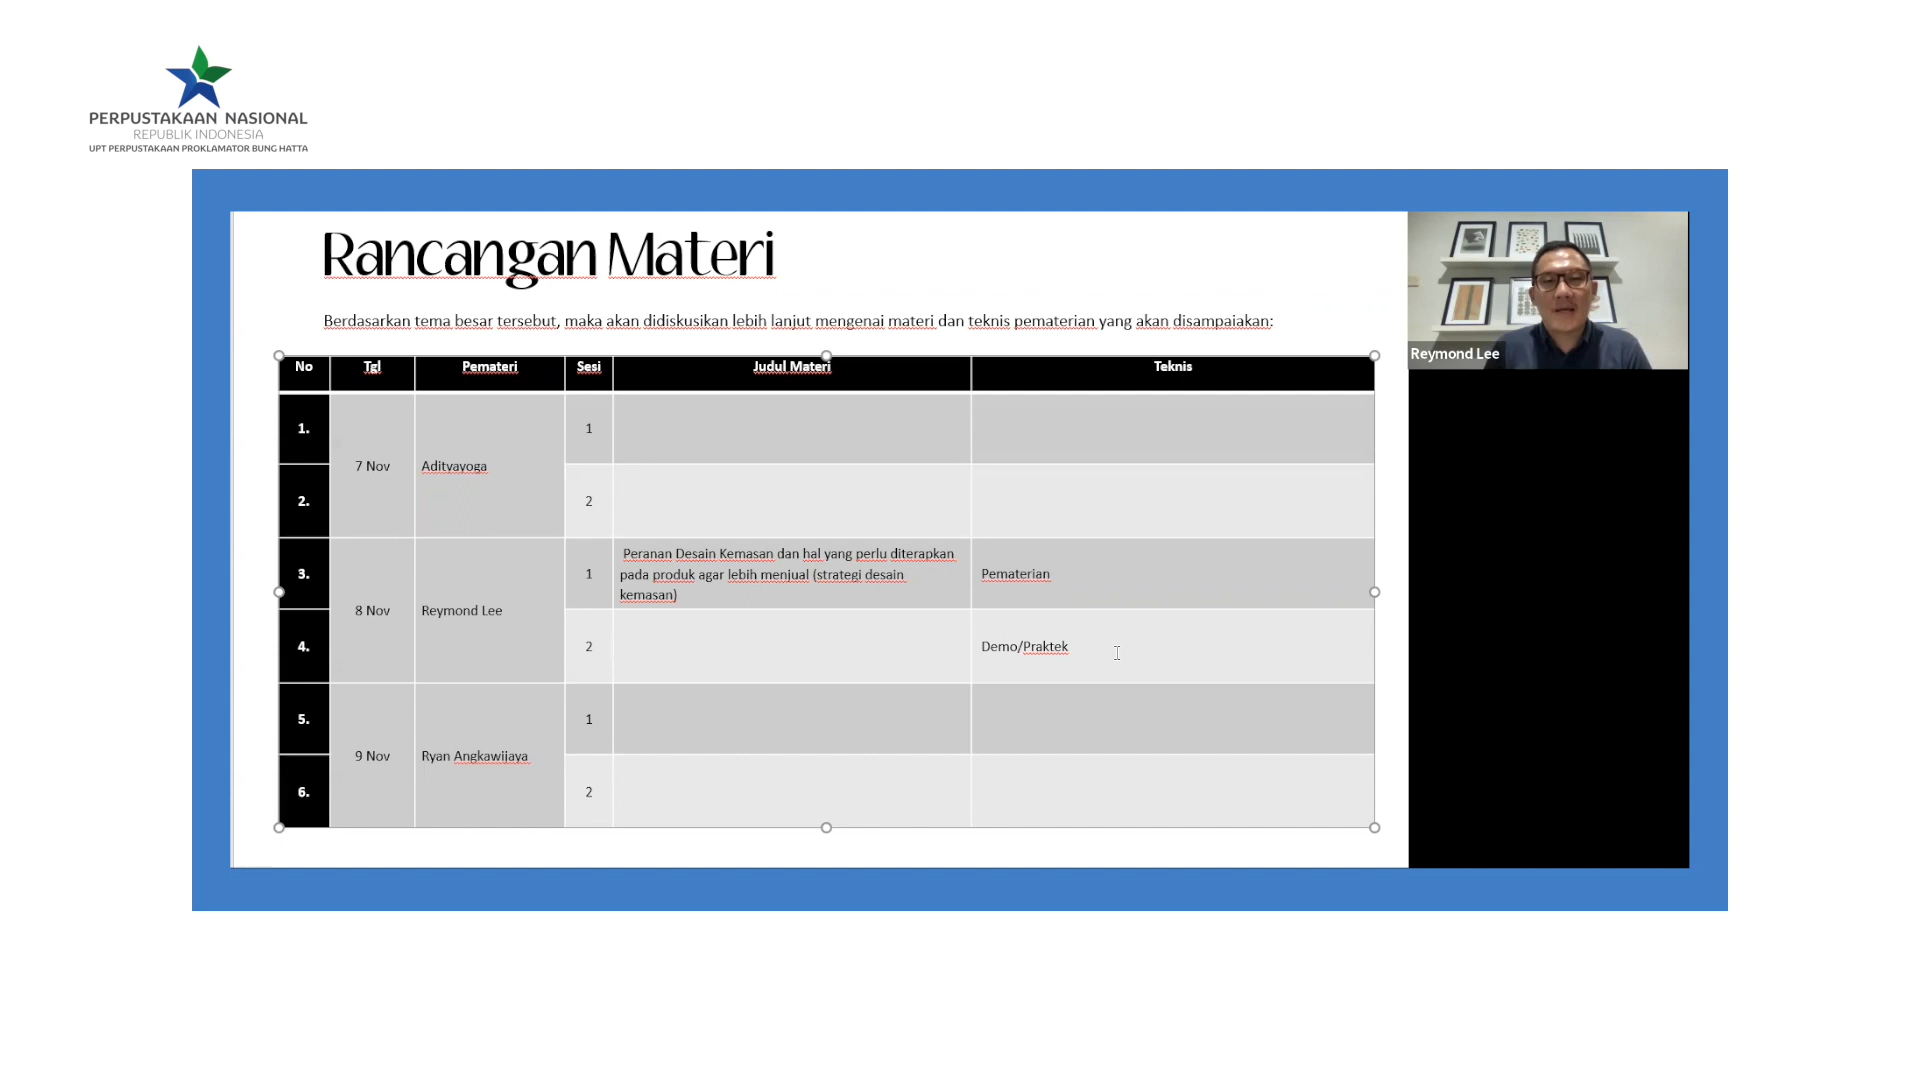 PERPUSTAKAAN NASIONAL
REPUBLIK INDONESIA
UPT PERPUSTAKAAN PROKLAMATOR BUNG HATTA
Rancangan Materi
Berdasarkan tema besar tersebut, maka akan didiskusikan lebih lanjut mengenai materi dan teknis pematerian yang akan disampaiakan:
Reymond Lee
No Tgl Pemateri Sesi Judul Materi Teknis
1. 7 Nov Adityayoga 1
2. 2
3. 8 Nov Reymond Lee 1 Peranan Desain Kemasan dan hal yang perlu diterapkan
pada produk agar lebih menjual (strategi desain
kemasan) Pematerian
4. 2 Demo/Praktek
5. 9 Nov Ryan Angkawijaya 1
6. 2